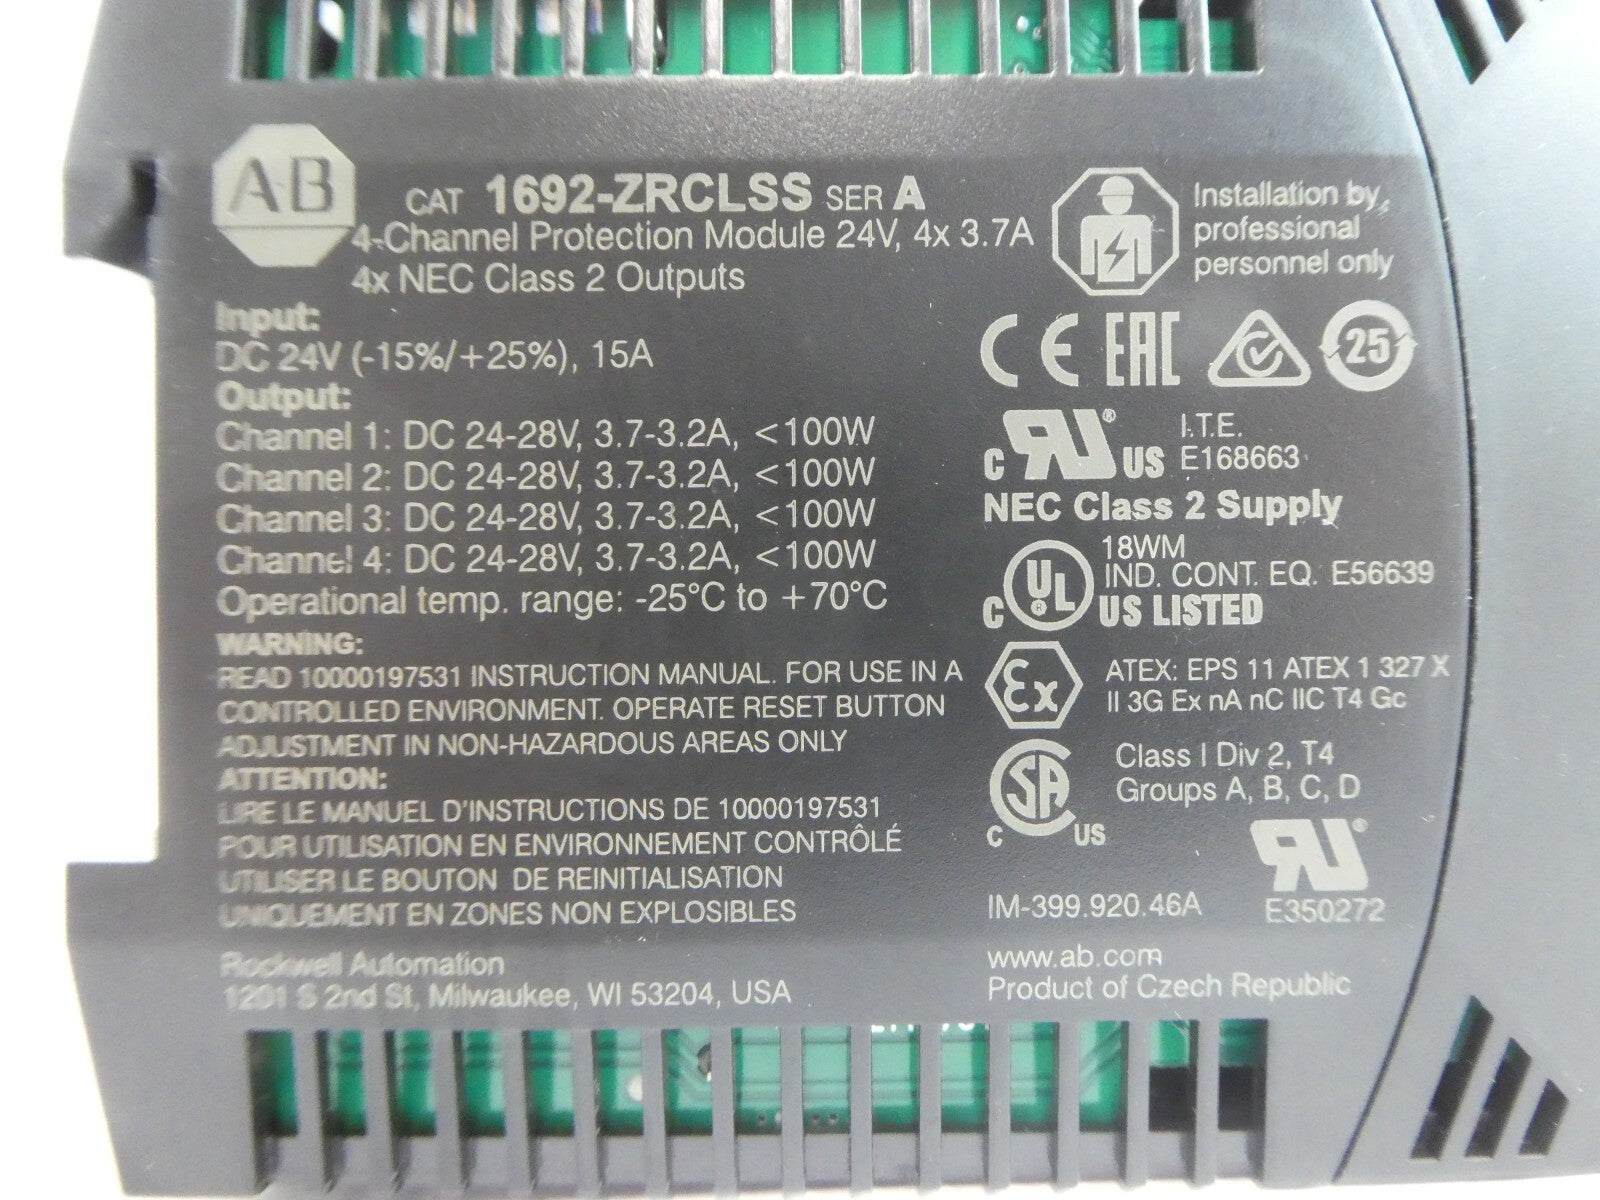 A-B
CAT 1692-ZRCLSS SER A
4-Channel Protection Module 24V, 4x 3.7A
4x NEC Class 2 Outputs
Input:
DC 24V (-15%/+25%), 15A
Output:
Channel 1: DC 24-28V, 3.7-3.2A, <100W
Channel 2: DC 24-28V, 3.7-3.2A, <100W
Channel 3: DC 24-28V, 3.7-3.2A, <100W
Channel 4: DC 24-28V, 3.7-3.2A, <100W
Operational temp. range: -25°C to +70°C
WARNING:
READ 10000197531 INSTRUCTION MANUAL. FOR USE IN A
CONTROLLED ENVIRONMENT. OPERATE RESET BUTTON
ADJUSTMENT IN NON-HAZARDOUS AREAS ONLY
ATTENTION:
LIRE LE MANUEL D'INSTRUCTIONS DE 10000197531
POUR UTILISATION EN ENVIRONNEMENT CONTRÔLÉ
UTILISER LE BOUTON DE REINITIALISATION
UNIQUEMENT EN ZONES NON EXPLOSIBLES
Rockwell Automation
1201 S 2nd St, Milwaukee, WI 53204, USA
Installation by
professional
personnel only
CE EAC 25
c RU ® US I.T.E.
E168663
NEC Class 2 Supply
18WM
IND. CONT. EQ. E56639
c UL ® US LISTED
Ex ATEX: EPS 11 ATEX 1 327 X
II 3G Ex nA nC IIC T4 Gc
c SA US Class I Div 2, T4
Groups A, B, C, D
RU ®
IM-399.920.46A E350272
www.ab.com
Product of Czech Republic